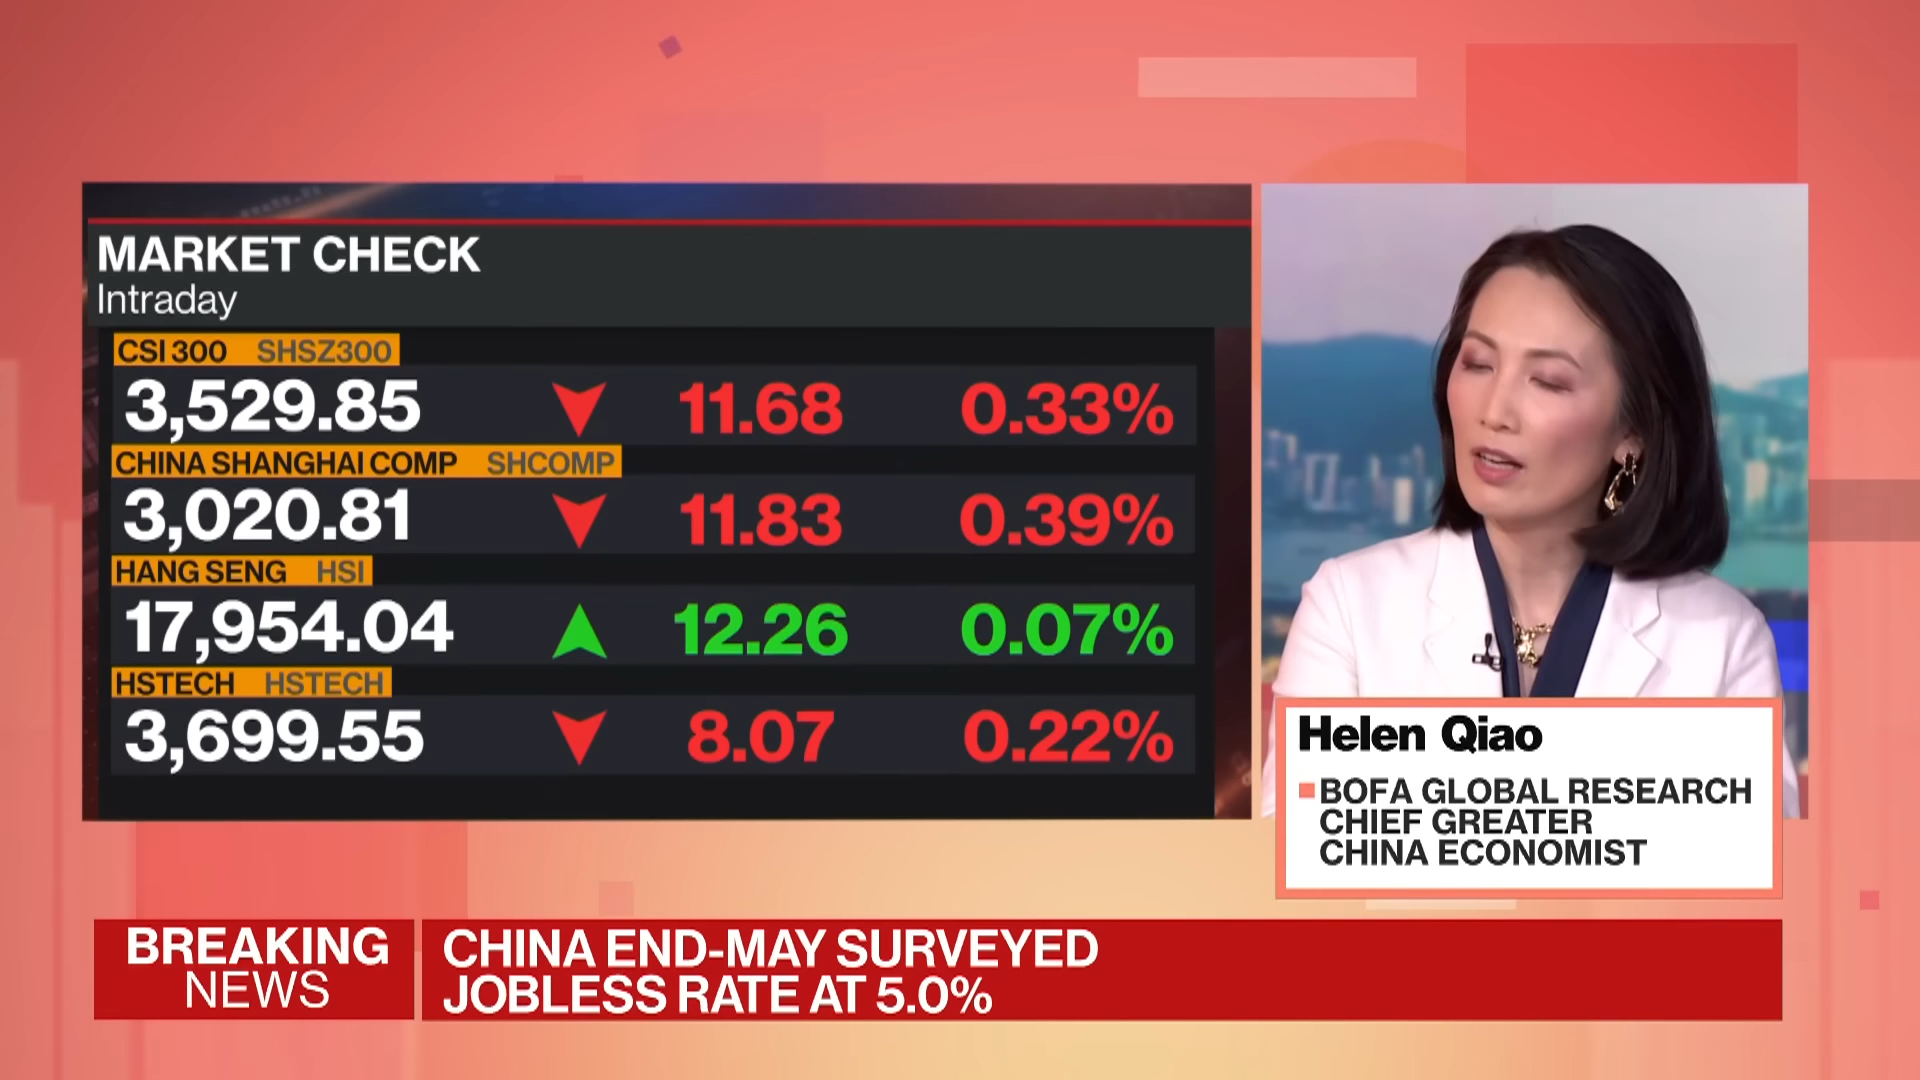 MARKET CHECK
Intraday
CSI 300 SHSZ300
3,529.85 11.68 0.33%
CHINA SHANGHAI COMP SHCOMP
3,020.81 11.83 0.39%
HANG SENG HSI
17,954.04 12.26 0.07%
HSTECH HSTECH
3,699.55 8.07 0.22%
Helen Qiao
BOFA GLOBAL RESEARCH
CHIEF GREATER
CHINA ECONOMIST
BREAKING
NEWS
CHINA END-MAY SURVEYED
JOBLESS RATE AT 5.0%